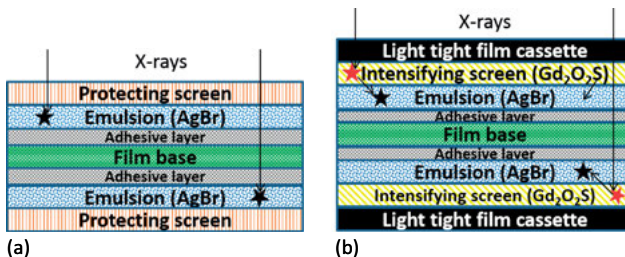 X-rays
Protecting screen
Emulsion (AgBr)
Adhesive layer
Film base
Adhesive layer
Emulsion (AgBr)
Protecting screen
(a)
X-rays
Light tight film cassette
Intensifying screen (Gd₂O₂S)
Emulsion (AgBr)
Adhesive layer
Film base
Adhesive layer
Emulsion (AgBr)
Intensifying screen (Gd₂O₂S)
Light tight film cassette
(b)